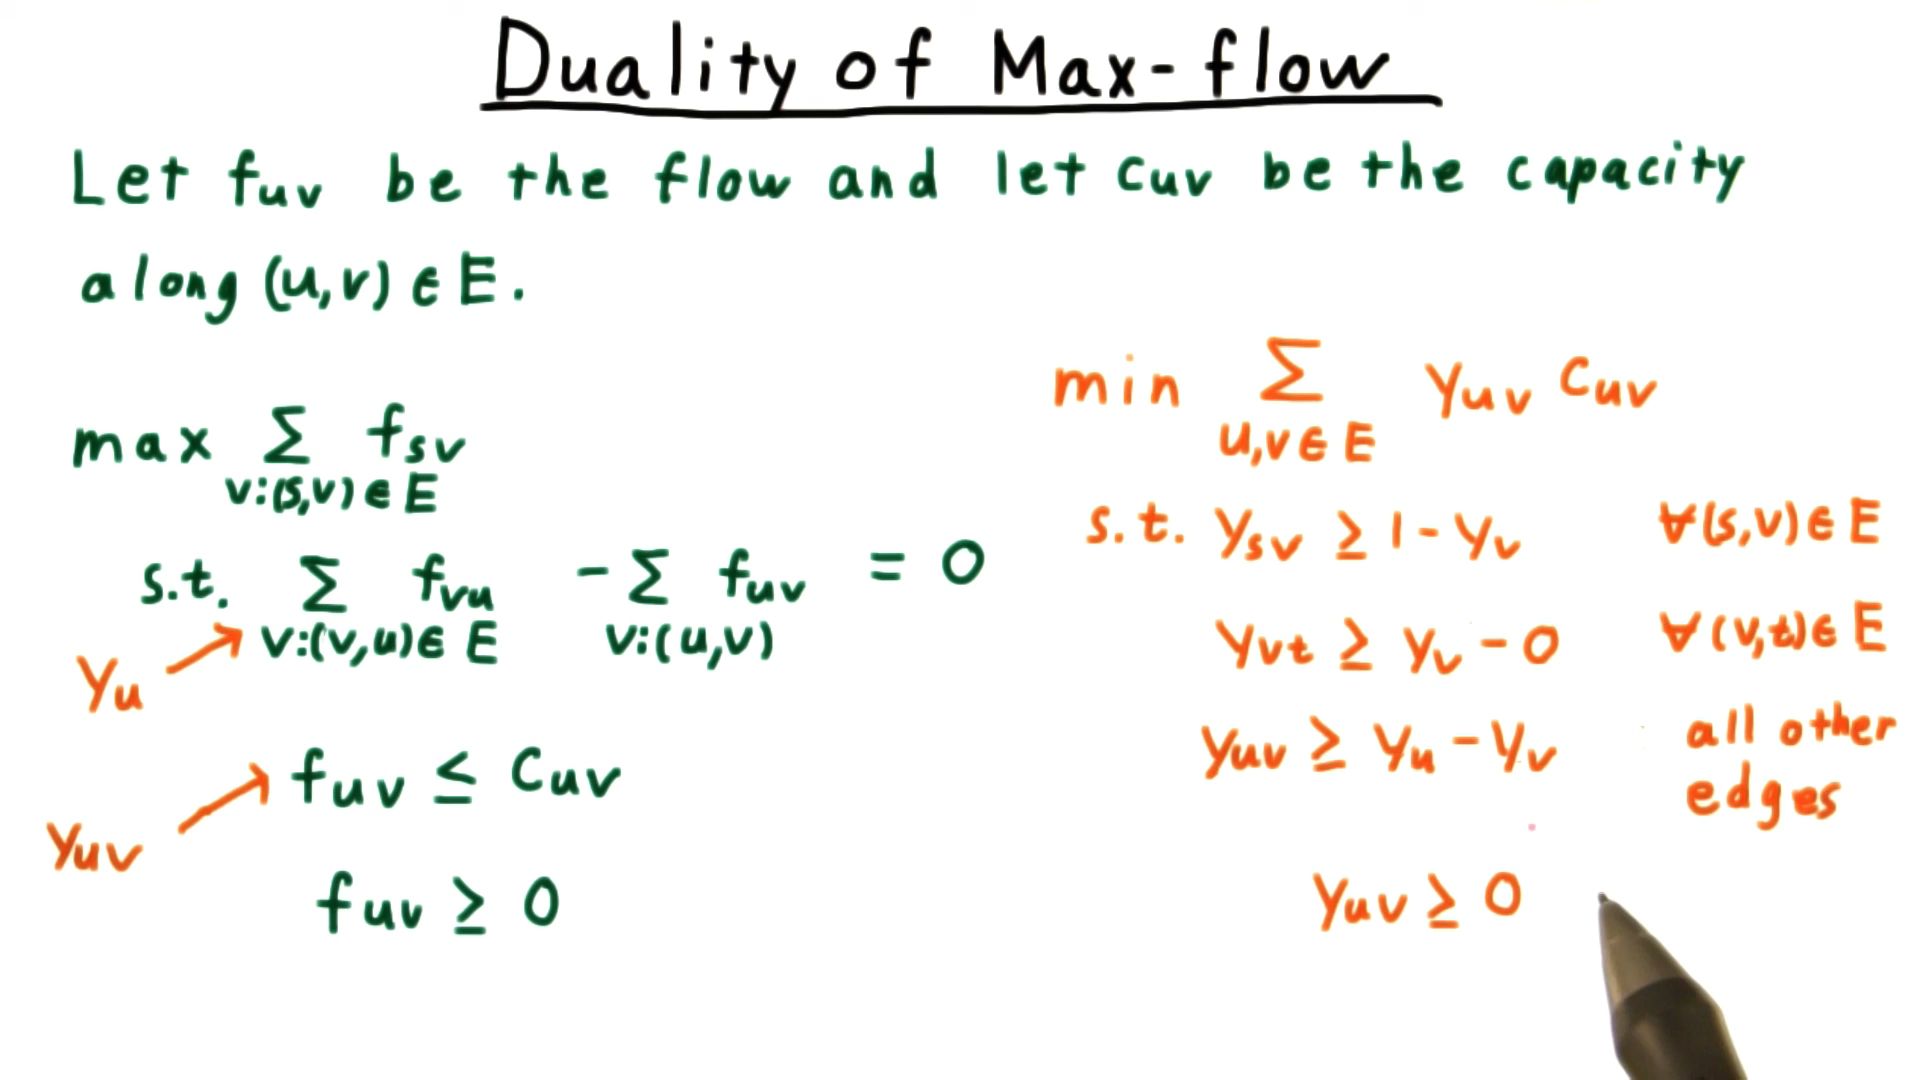 Duality of Max-flow
Let fuv be the flow and let cuv be the capacity
along (u,v) ∈ E.
max Σ fsv
v:(s,v) ∈ E
s.t. Σ fvu - Σ fuv = 0
v:(v,u) ∈ E v:(u,v)
yu
fuv ≤ cuv
yuv
fuv ≥ 0
min Σ yuv cuv
u,v ∈ E
s.t. ysv ≥ 1 - yv ∀(s,v) ∈ E
yvt ≥ yv - 0 ∀(v,t) ∈ E
yuv ≥ yu - yv all other
edges
yuv ≥ 0